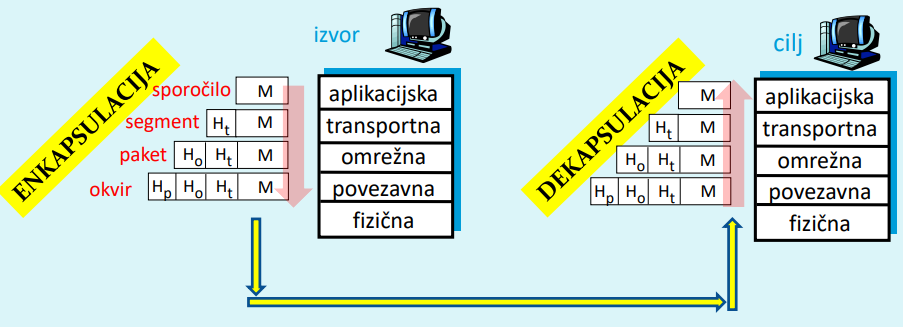 izvor
ENKAPSULACIJA
sporočilo M
segment Ht M
paket Ho Ht M
okvir Hp Ho Ht M
aplikacijska
transportna
omrežna
povezavna
fizična
cilj
DEKAPSULACIJA
M
Ht M
Ho Ht M
Hp Ho Ht M
aplikacijska
transportna
omrežna
povezavna
fizična